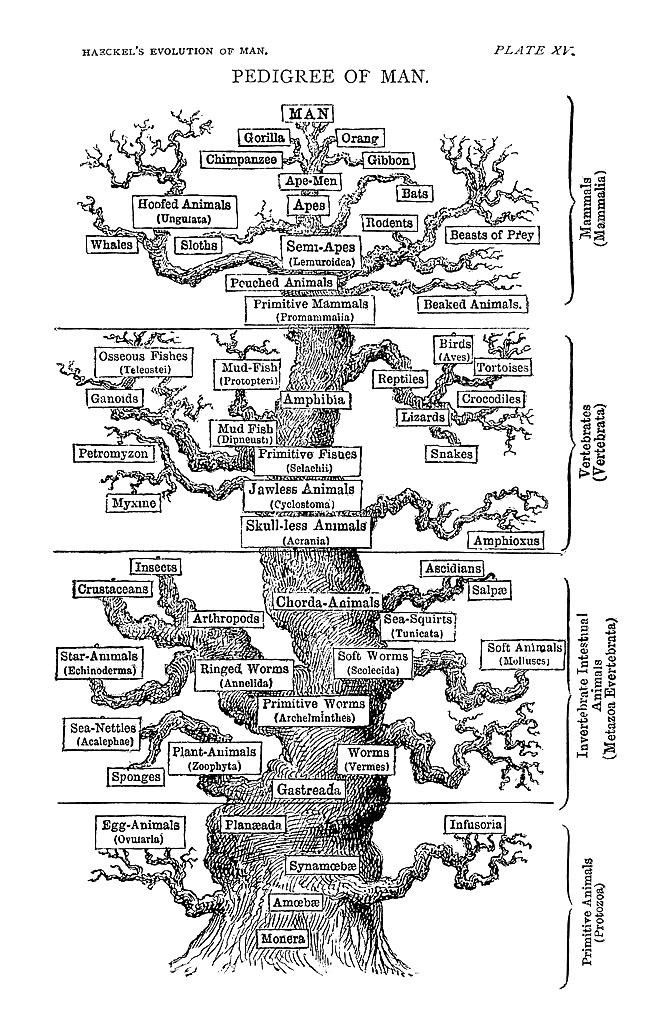 HAECKEL'S EVOLUTION OF MAN.
PLATE XV.
PEDIGREE OF MAN.
MAN
Gorilla
Orang
Chimpanzee
Gibbon
Ape-Men
Bats
Apes
Hoofed Animals
(Ungulata)
Rodents
Beasts of Prey
Whales
Sloths
Semi-Apes
(Lemuroidea)
Pouched Animals
Primitive Mammals
(Promammalia)
Beaked Animals.
Mammals
(Mammalia)
Osseous Fishes
(Teleostei)
Mud-Fish
(Protopteri)
Birds
(Aves)
Tortoises
Reptiles
Ganoids
Amphibia
Crocodiles
Lizards
Mud Fish
(Dipneusti)
Petromyzon
Primitive Fishes
(Selachii)
Snakes
Jawless Animals
(Cyclostoma)
Myxine
Skull-less Animals
(Acrania)
Amphioxus
Vertebrates
(Vertebrata)
Insects
Ascidians
Crustaceans
Salpæ
Chorda-Animals
Arthropods
Sea-Squirts
(Tunicata)
Star-Animals
(Echinoderma)
Ringed Worms
(Annelida)
Soft Worms
(Scolecida)
Soft Animals
(Molluscs)
Primitive Worms
(Archelminthes)
Sea-Nettles
(Acalephae)
Plant-Animals
(Zoophyta)
Worms
(Vermes)
Sponges
Gastreada
Invertebrate Intestinal
Animals
(Metazoa Evertebrata)
Egg-Animals
(Ovularia)
Planæada
Infusoria
Synamœbæ
Amœbæ
Monera
Primitive Animals
(Protozoa)